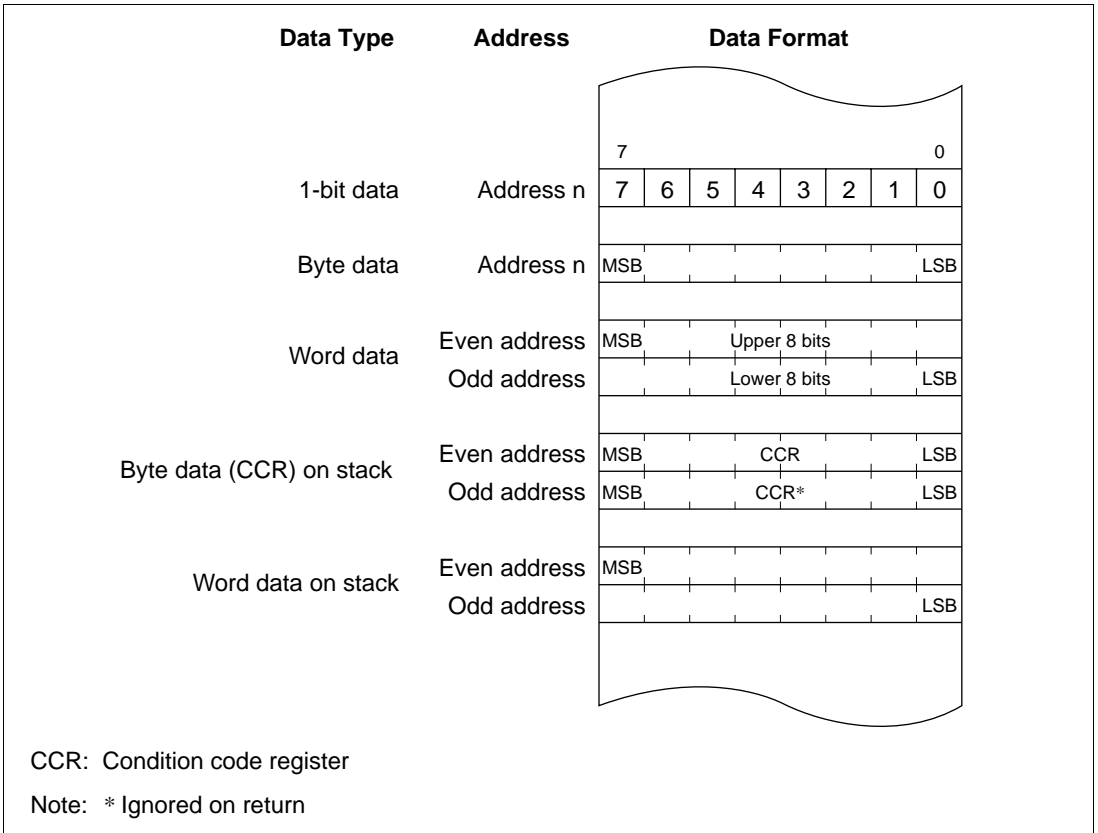 Data Type Address Data Format
7 0
1-bit data Address n 7 6 5 4 3 2 1 0
Byte data Address n MSB LSB
Word data
Even address MSB Upper 8 bits
Odd address Lower 8 bits LSB
Byte data (CCR) on stack
Even address MSB CCR LSB
Odd address MSB CCR* LSB
Word data on stack
Even address MSB
Odd address LSB
CCR: Condition code register
Note: * Ignored on return